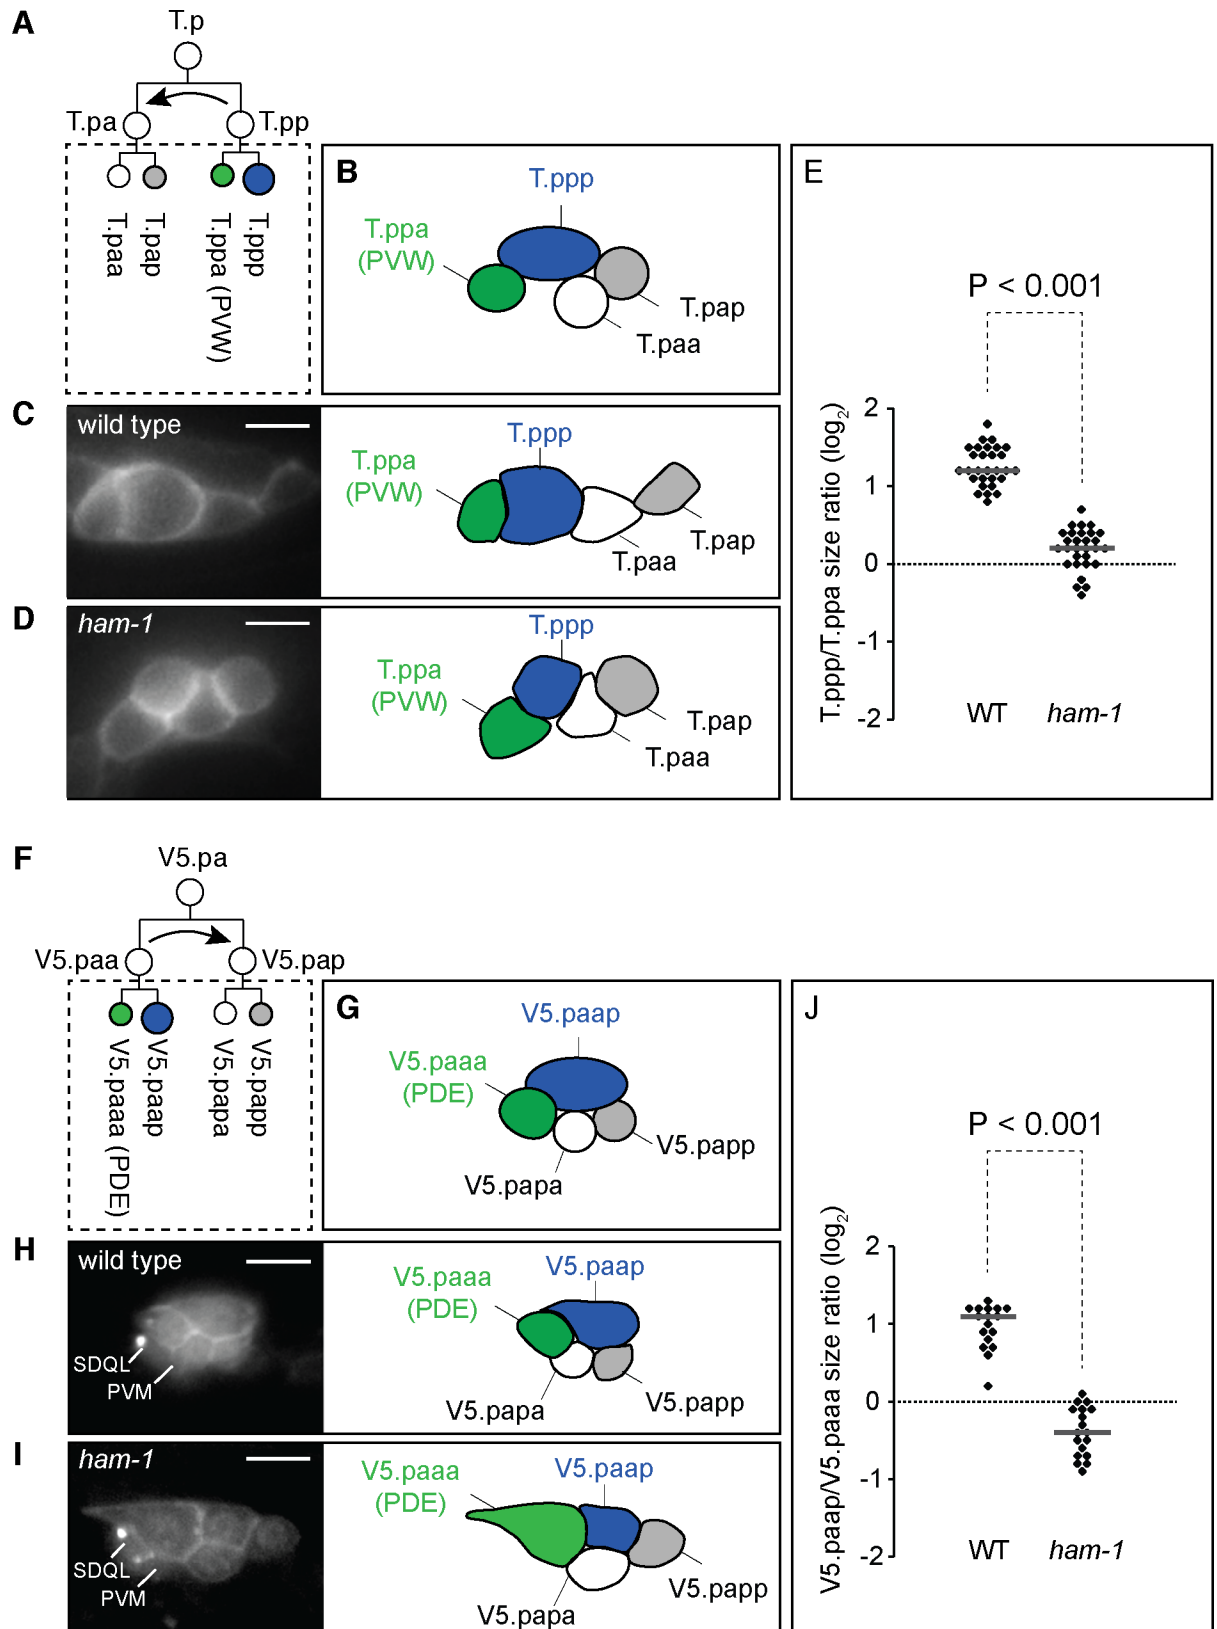 A
T.p
T.pa
T.pp
T.paa
T.pap
T.ppa (PVW)
T.ppp
B
T.ppp
T.ppa
(PVW)
T.pap
T.paa
C
wild type
T.ppp
T.ppa
(PVW)
T.pap
T.paa
D
ham-1
T.ppp
T.ppa
(PVW)
T.pap
T.paa
E
P < 0.001
T.ppp/T.ppa size ratio (log2)
2
1
0
-1
-2
WT
ham-1
F
V5.pa
V5.paa
V5.pap
V5.paaa (PDE)
V5.paap
V5.papa
V5.papp
G
V5.paap
V5.paaa
(PDE)
V5.papp
V5.papa
H
wild type
SDQL
PVM
V5.paap
V5.paaa
(PDE)
V5.papp
V5.papa
I
ham-1
SDQL
PVM
V5.paap
V5.paaa
(PDE)
V5.papp
V5.papa
J
P < 0.001
V5.paap/V5.paaa size ratio (log2)
2
1
0
-1
-2
WT
ham-1